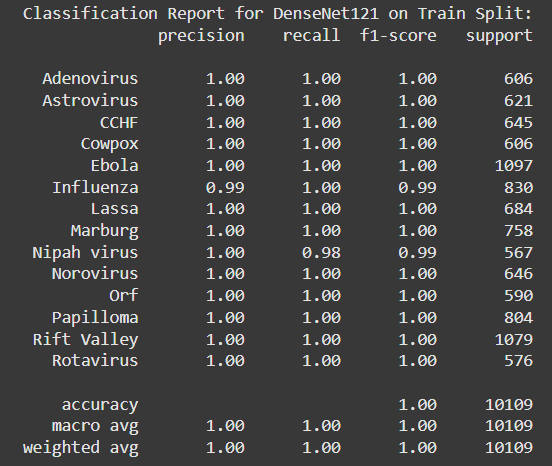 Classification Report for DenseNet121 on Train Split:
precision recall f1-score support
Adenovirus 1.00 1.00 1.00 606
Astrovirus 1.00 1.00 1.00 621
CCHF 1.00 1.00 1.00 645
Cowpox 1.00 1.00 1.00 606
Ebola 1.00 1.00 1.00 1097
Influenza 0.99 1.00 0.99 830
Lassa 1.00 1.00 1.00 684
Marburg 1.00 1.00 1.00 758
Nipah virus 1.00 0.98 0.99 567
Norovirus 1.00 1.00 1.00 646
Orf 1.00 1.00 1.00 590
Papilloma 1.00 1.00 1.00 804
Rift Valley 1.00 1.00 1.00 1079
Rotavirus 1.00 1.00 1.00 576
accuracy 1.00 10109
macro avg 1.00 1.00 1.00 10109
weighted avg 1.00 1.00 1.00 10109